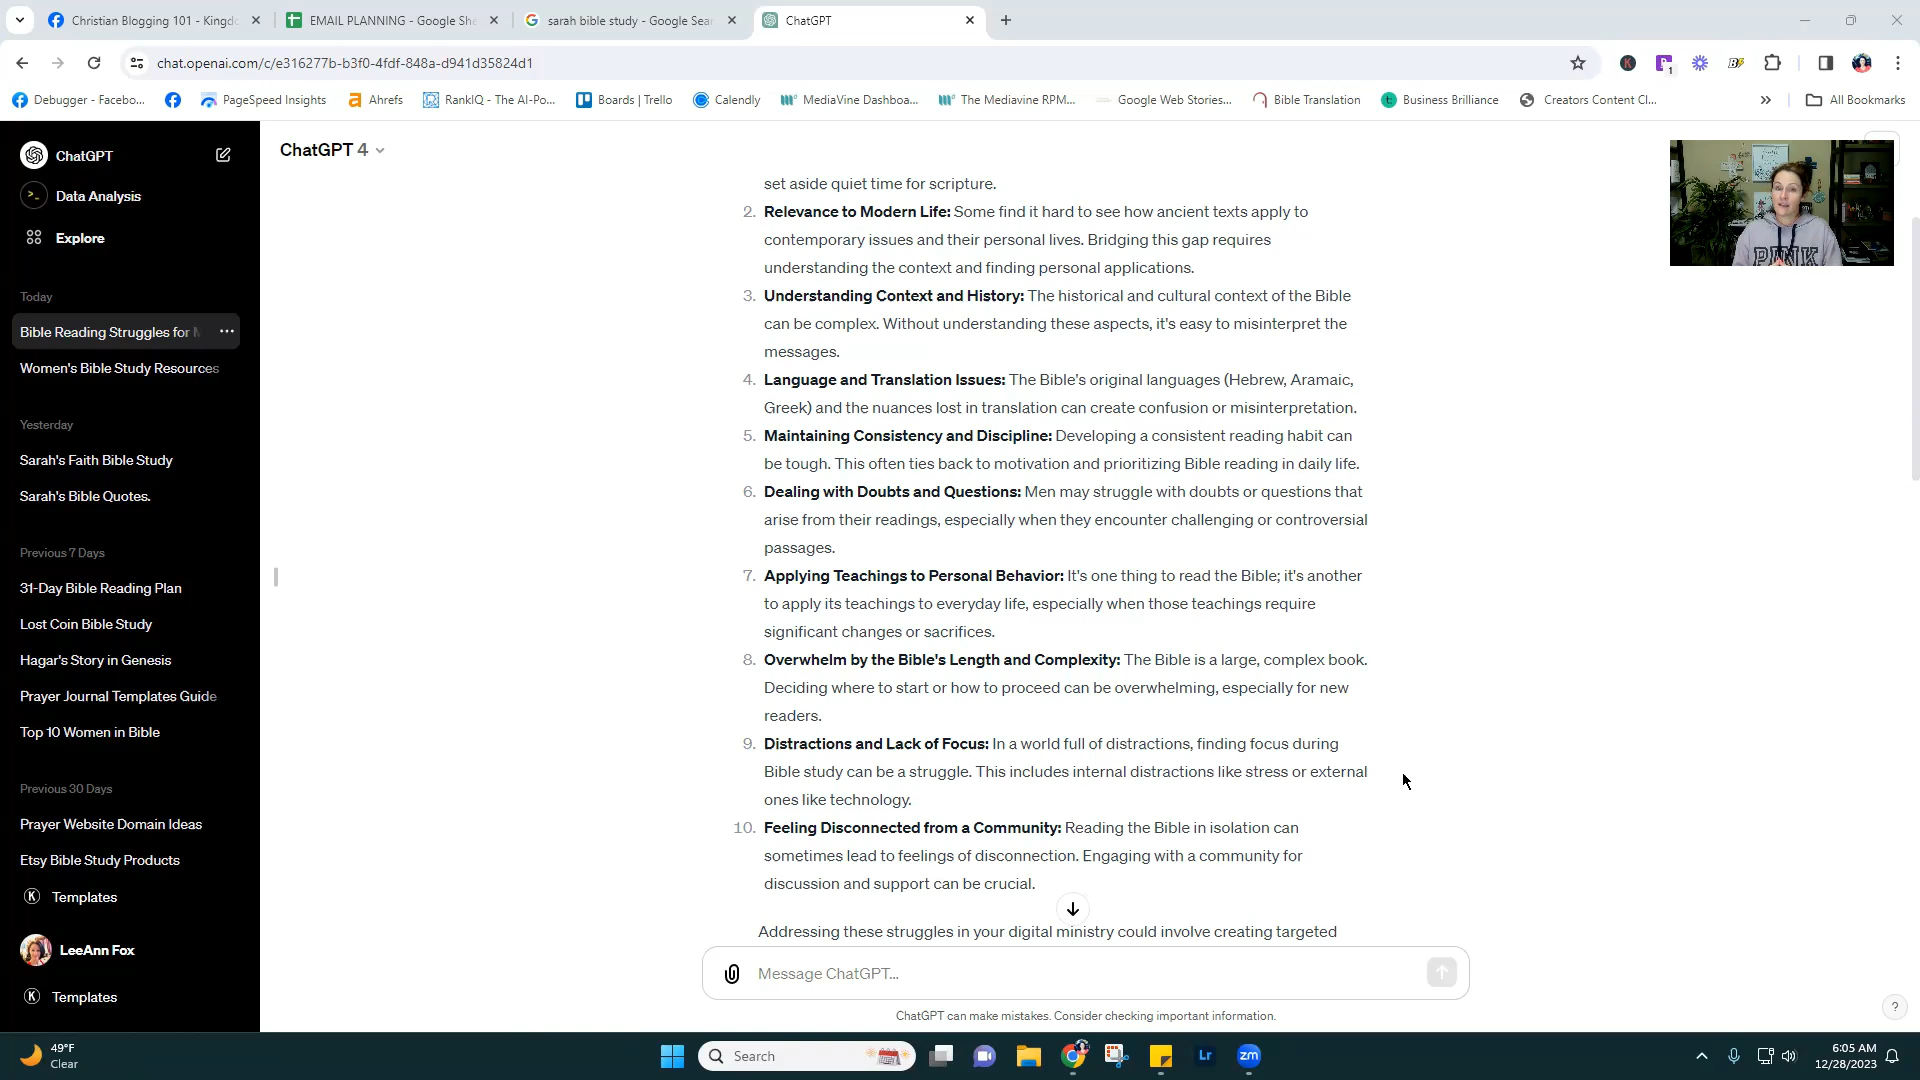 Christian Blogging 101 - Kingdo
EMAIL PLANNING - Google She
sarah bible study - Google Sear
ChatGPT
chat.openai.com/c/e316277b-b3f0-4fdf-848a-d941d35824d1
1
Debugger - Facebo...
PageSpeed Insights
Ahrefs
RankIQ - The AI-Po...
Boards | Trello
Calendly
MediaVine Dashboa...
The Mediavine RPM...
Google Web Stories...
Bible Translation
Business Brilliance
Creators Content Cl...
All Bookmarks
ChatGPT
Data Analysis
Explore
Today
Bible Reading Struggles for M
Women's Bible Study Resources
Yesterday
Sarah's Faith Bible Study
Sarah's Bible Quotes.
Previous 7 Days
31-Day Bible Reading Plan
Lost Coin Bible Study
Hagar's Story in Genesis
Prayer Journal Templates Guide
Top 10 Women in Bible
Previous 30 Days
Prayer Website Domain Ideas
Etsy Bible Study Products
Templates
LeeAnn Fox
Templates
ChatGPT 4
set aside quiet time for scripture.
2. Relevance to Modern Life: Some find it hard to see how ancient texts apply to
contemporary issues and their personal lives. Bridging this gap requires
understanding the context and finding personal applications.
3. Understanding Context and History: The historical and cultural context of the Bible
can be complex. Without understanding these aspects, it's easy to misinterpret the
messages.
4. Language and Translation Issues: The Bible's original languages (Hebrew, Aramaic,
Greek) and the nuances lost in translation can create confusion or misinterpretation.
5. Maintaining Consistency and Discipline: Developing a consistent reading habit can
be tough. This often ties back to motivation and prioritizing Bible reading in daily life.
6. Dealing with Doubts and Questions: Men may struggle with doubts or questions that
arise from their readings, especially when they encounter challenging or controversial
passages.
7. Applying Teachings to Personal Behavior: It's one thing to read the Bible; it's another
to apply its teachings to everyday life, especially when those teachings require
significant changes or sacrifices.
8. Overwhelm by the Bible's Length and Complexity: The Bible is a large, complex book.
Deciding where to start or how to proceed can be overwhelming, especially for new
readers.
9. Distractions and Lack of Focus: In a world full of distractions, finding focus during
Bible study can be a struggle. This includes internal distractions like stress or external
ones like technology.
10. Feeling Disconnected from a Community: Reading the Bible in isolation can
sometimes lead to feelings of disconnection. Engaging with a community for
discussion and support can be crucial.
Addressing these struggles in your digital ministry could involve creating targeted
Message ChatGPT...
ChatGPT can make mistakes. Consider checking important information.
?
PINK
49°F
Clear
Search
Lr
zm
6:05 AM
12/28/2023